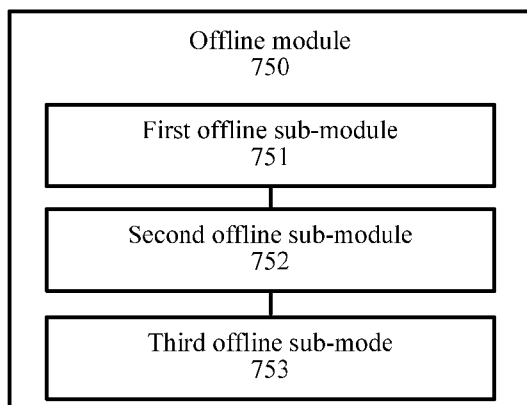 Offline module
750
First offline sub-module
751
Second offline sub-module
752
Third offline sub-mode
753